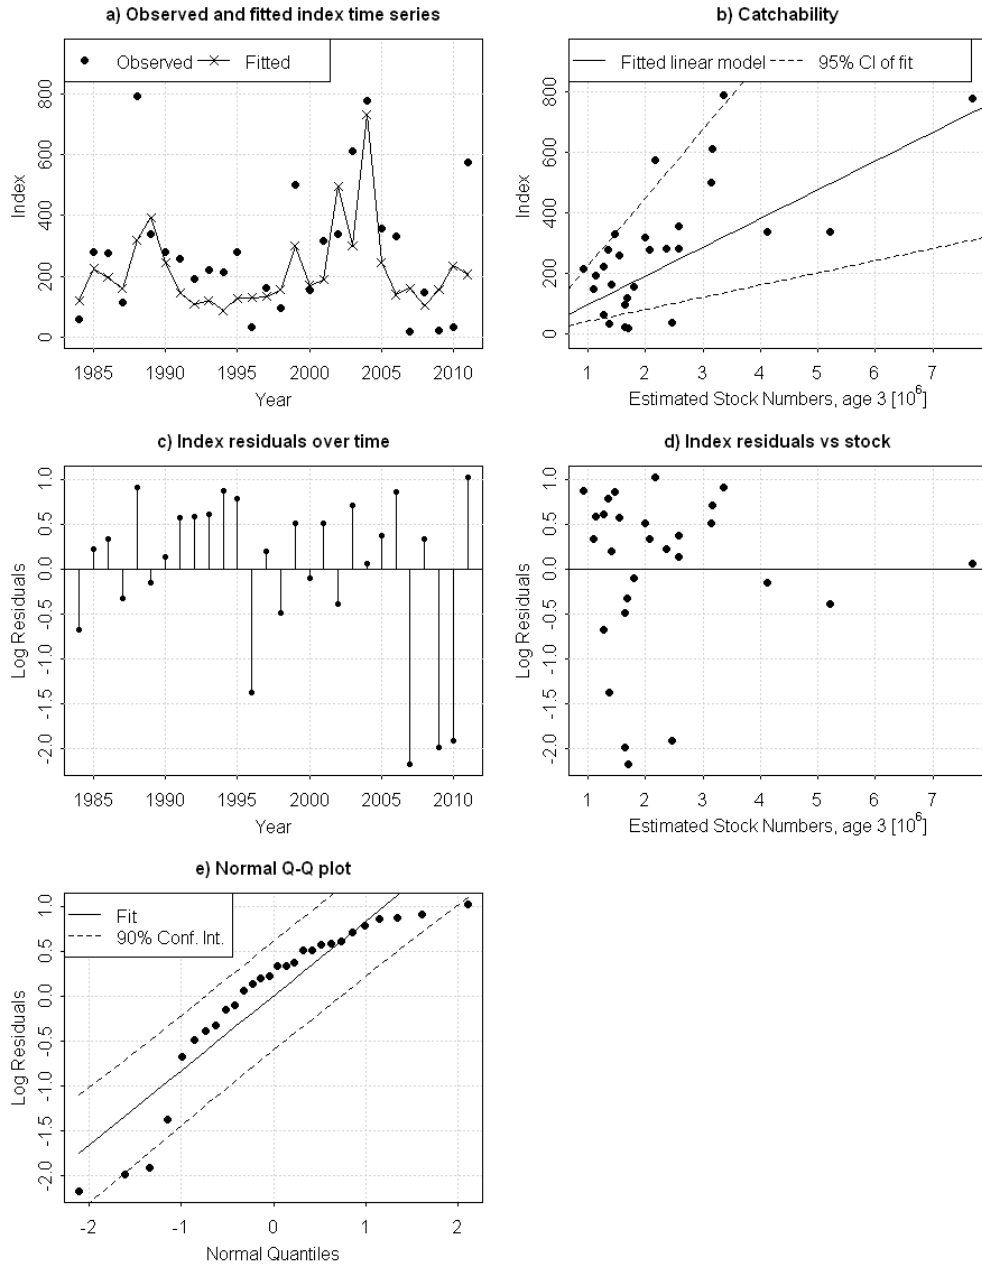 a) Observed and fitted index time series
Observed Fitted
800
600
400
200
0
Index
1985 1990 1995 2000 2005 2010
Year
b) Catchability
Fitted linear model 95% CI of fit
800
600
400
200
0
Index
1 2 3 4 5 6 7
Estimated Stock Numbers, age 3 [10⁶]
c) Index residuals over time
1.0
0.5
0.0
-0.5
-1.0
-1.5
-2.0
Log Residuals
1985 1990 1995 2000 2005 2010
Year
d) Index residuals vs stock
1.0
0.5
0.0
-0.5
-1.0
-1.5
-2.0
Log Residuals
1 2 3 4 5 6 7
Estimated Stock Numbers, age 3 [10⁶]
e) Normal Q-Q plot
Fit
90% Conf. Int.
1.0
0.5
0.0
-0.5
-1.0
-1.5
-2.0
Log Residuals
-2 -1 0 1 2
Normal Quantiles